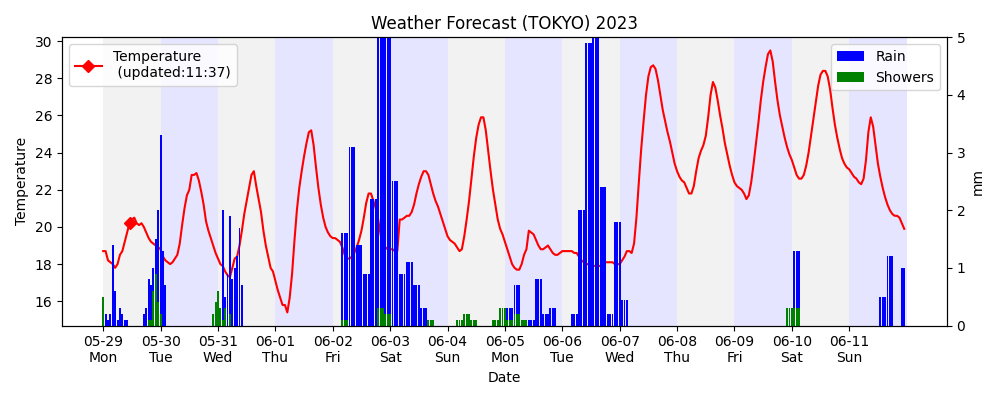 Weather Forecast (TOKYO) 2023
Temperature
(updated:11:37)
Rain
Showers
30
28
26
24
22
20
18
16
Temperature
5
4
3
2
1
0
mm
05-29 05-30 05-31 06-01 06-02 06-03 06-04 06-05 06-06 06-07 06-08 06-09 06-10 06-11
Mon Tue Wed Thu Fri Sat Sun Mon Tue Wed Thu Fri Sat Sun
Date